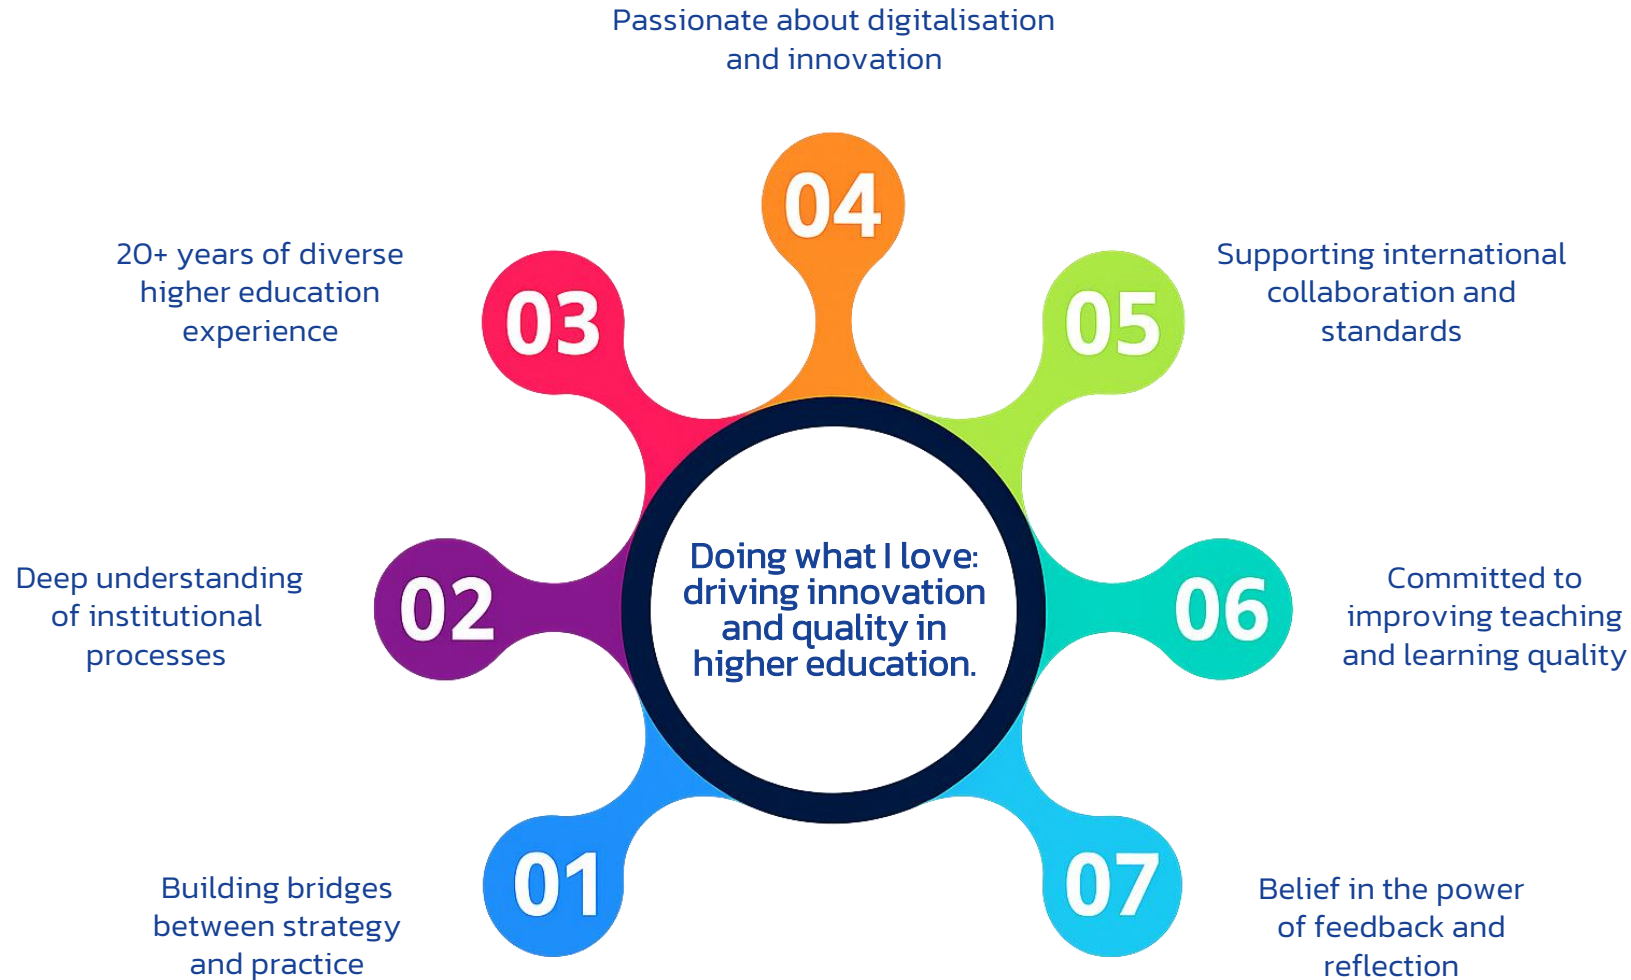 Passionate about digitalisation
and innovation
04
20+ years of diverse
higher education
experience
03
05
Supporting international
collaboration and
standards
Deep understanding
of institutional
processes
02
Doing what I love:
driving innovation
and quality in
higher education.
06
Committed to
improving teaching
and learning quality
Building bridges
between strategy
and practice
01
07
Belief in the power
of feedback and
reflection